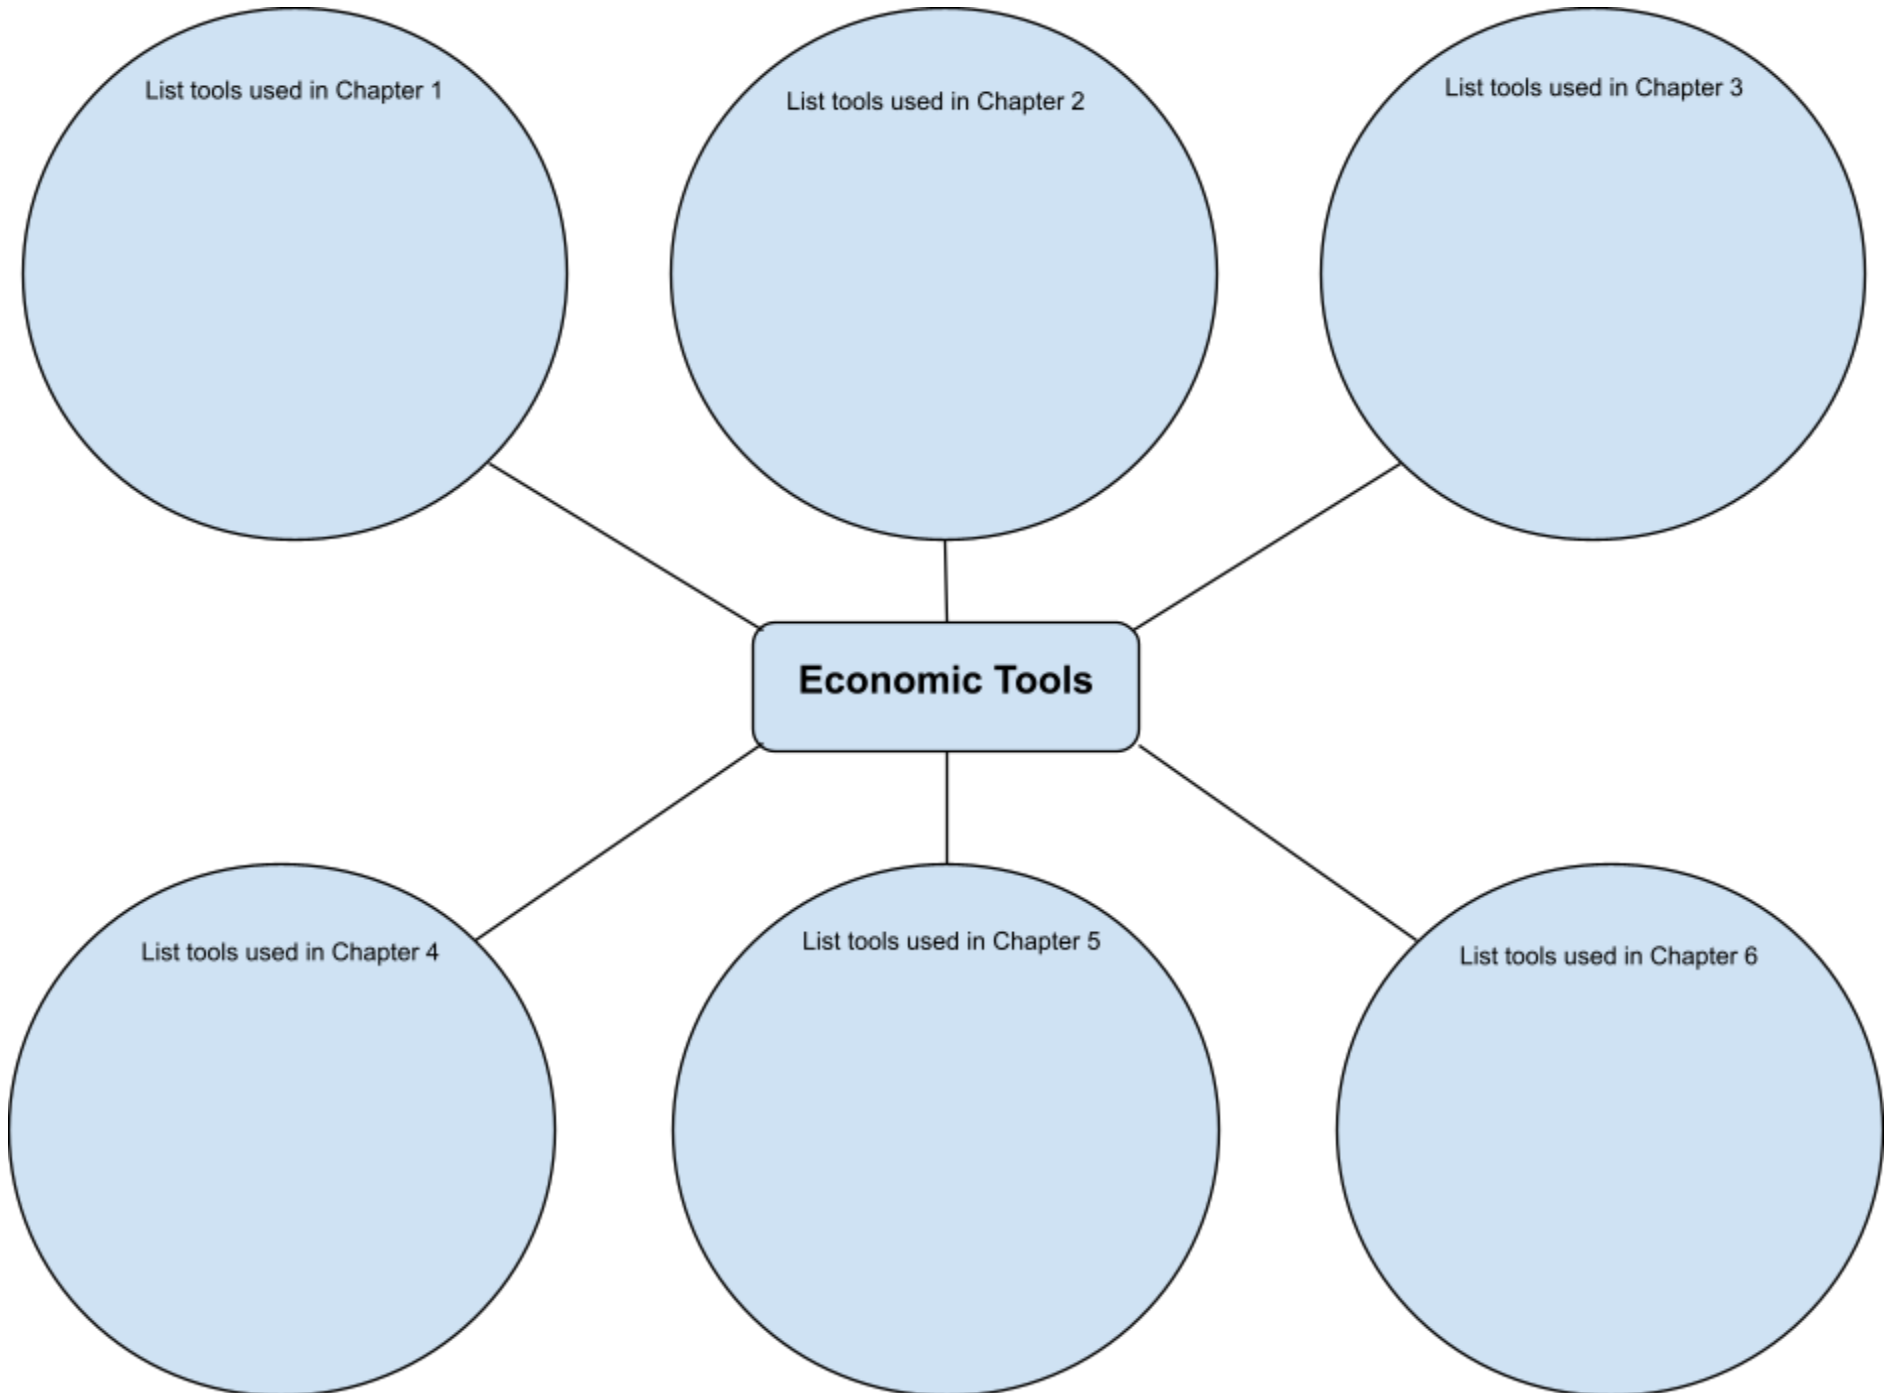 List tools used in Chapter 1
List tools used in Chapter 2
List tools used in Chapter 3
Economic Tools
List tools used in Chapter 4
List tools used in Chapter 5
List tools used in Chapter 6